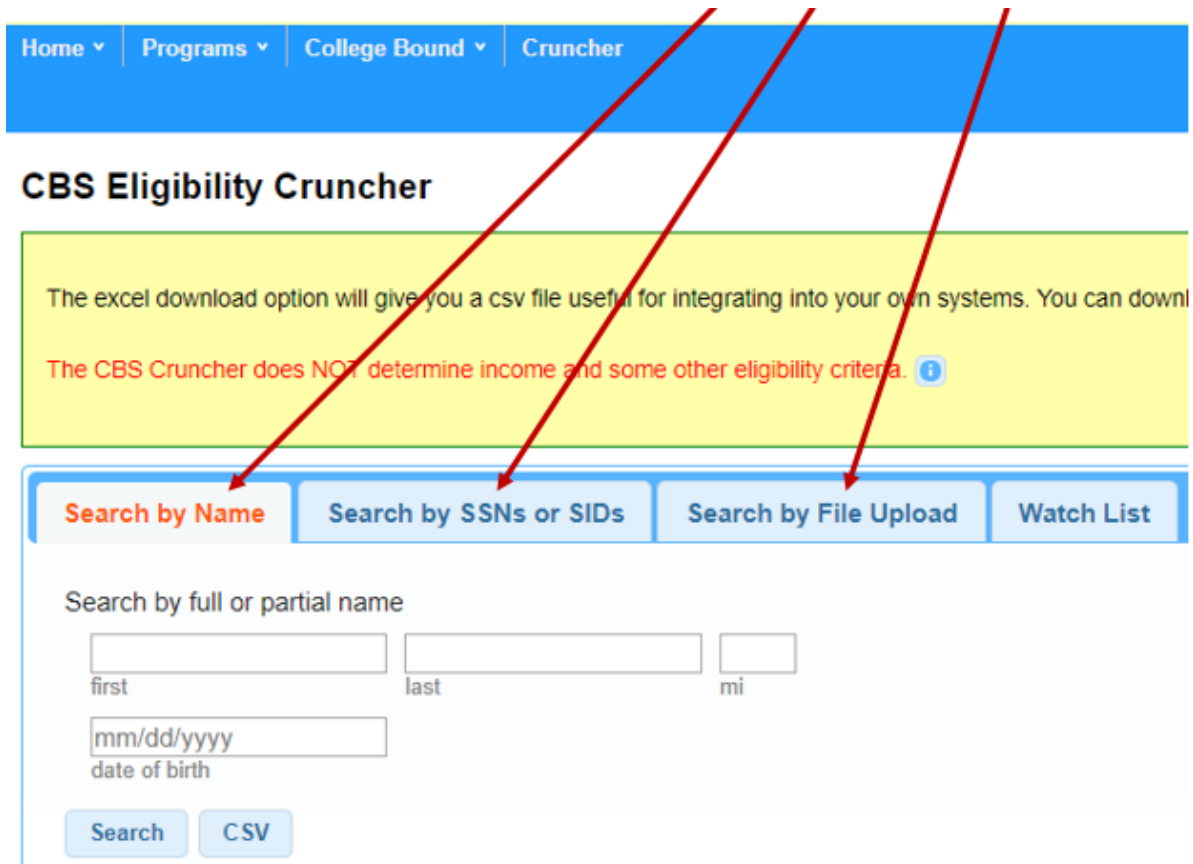 Home Programs College Bound Cruncher
CBS Eligibility Cruncher
The excel download option will give you a csv file useful for integrating into your own systems. You can downl
The CBS Cruncher does NOT determine income and some other eligibility criteria.
Search by Name Search by SSNs or SIDs Search by File Upload Watch List
Search by full or partial name
first last mi
mm/dd/yyyy
date of birth
Search CSV